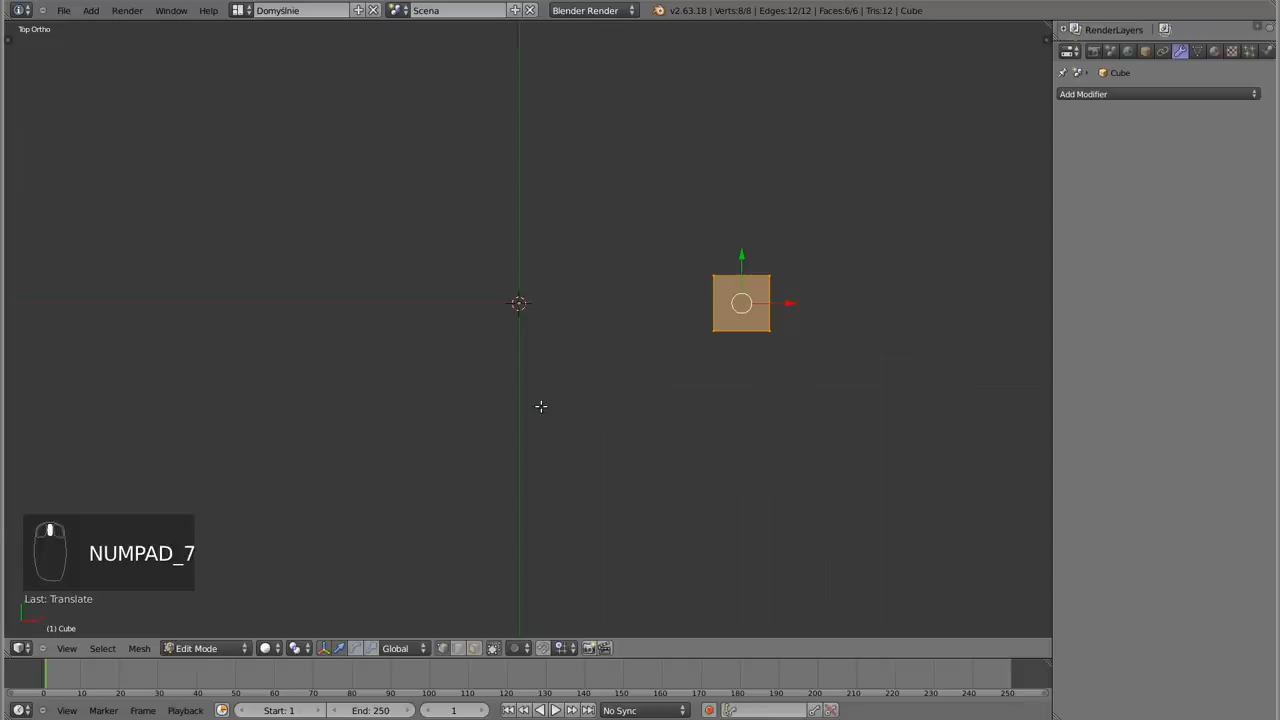 File Add Render Window Help Domyślnie Scena Blender Render v2.63.18 | Verts:8/8 | Edges:12/12 | Faces:6/6 | Tris:12 | Cube
Top Ortho
RenderLayers
Cube
Add Modifier
NUMPAD_7
Last: Translate
(1) Cube
View Select Mesh Edit Mode Global
0 10 20 30 40 50 60 70 80 90 100 110 120 130 140 150 160 170 180 190 200 210 220 230 240 250
View Marker Frame Playback Start: 1 End: 250 1 No Sync